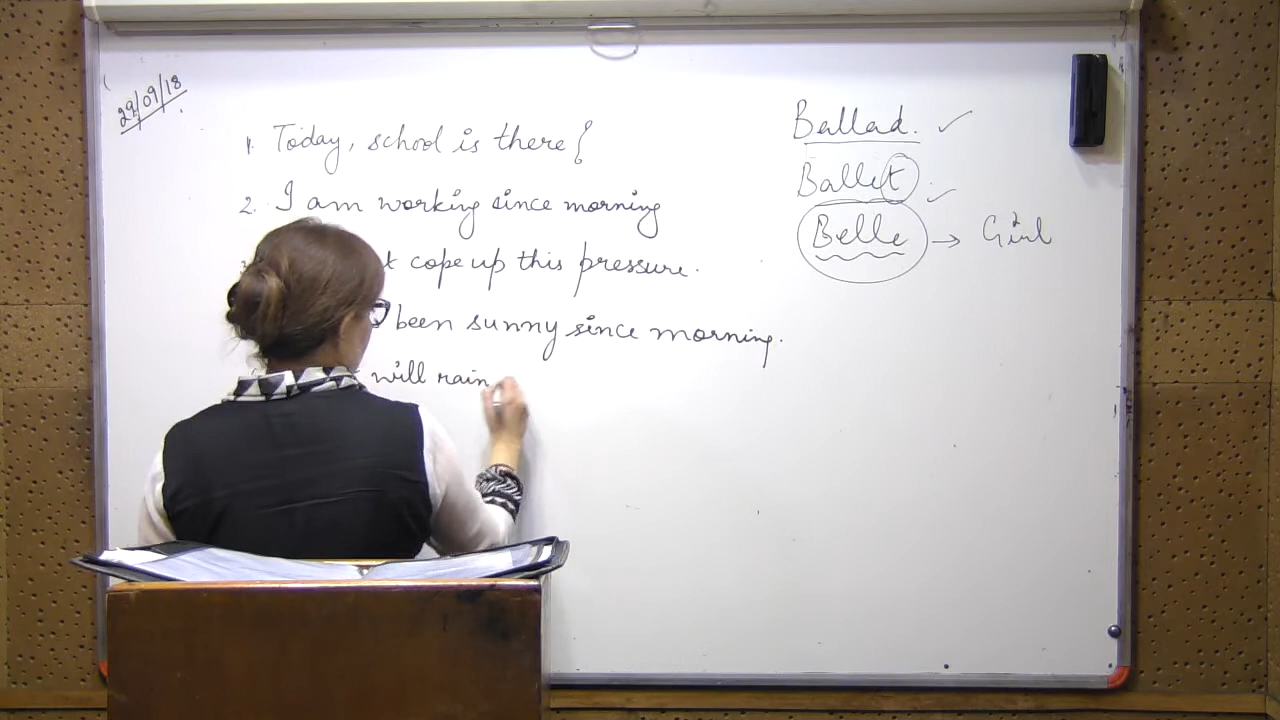 29/09/18
1. Today, school is there?
2. I am working since morning
cope up this pressure.
been sunny since morning.
will rain
Ballad.
Ballet
Belle → Girl